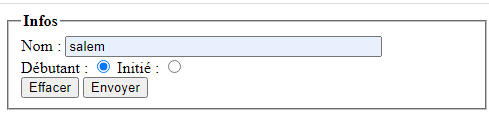 Infos
Nom : salem
Débutant : Initié :
Effacer Envoyer